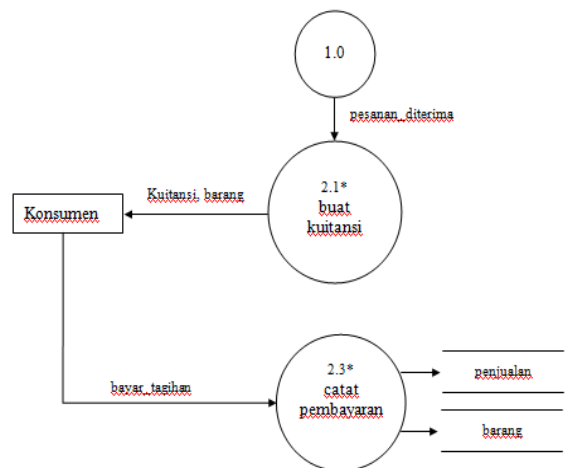 1.0
pesanan_diterima
2.1*
buat
kuitansi
Kuitansi, barang
Konsumen
2.3*
catat
pembayaran
bayar_tagihan
penjualan
barang